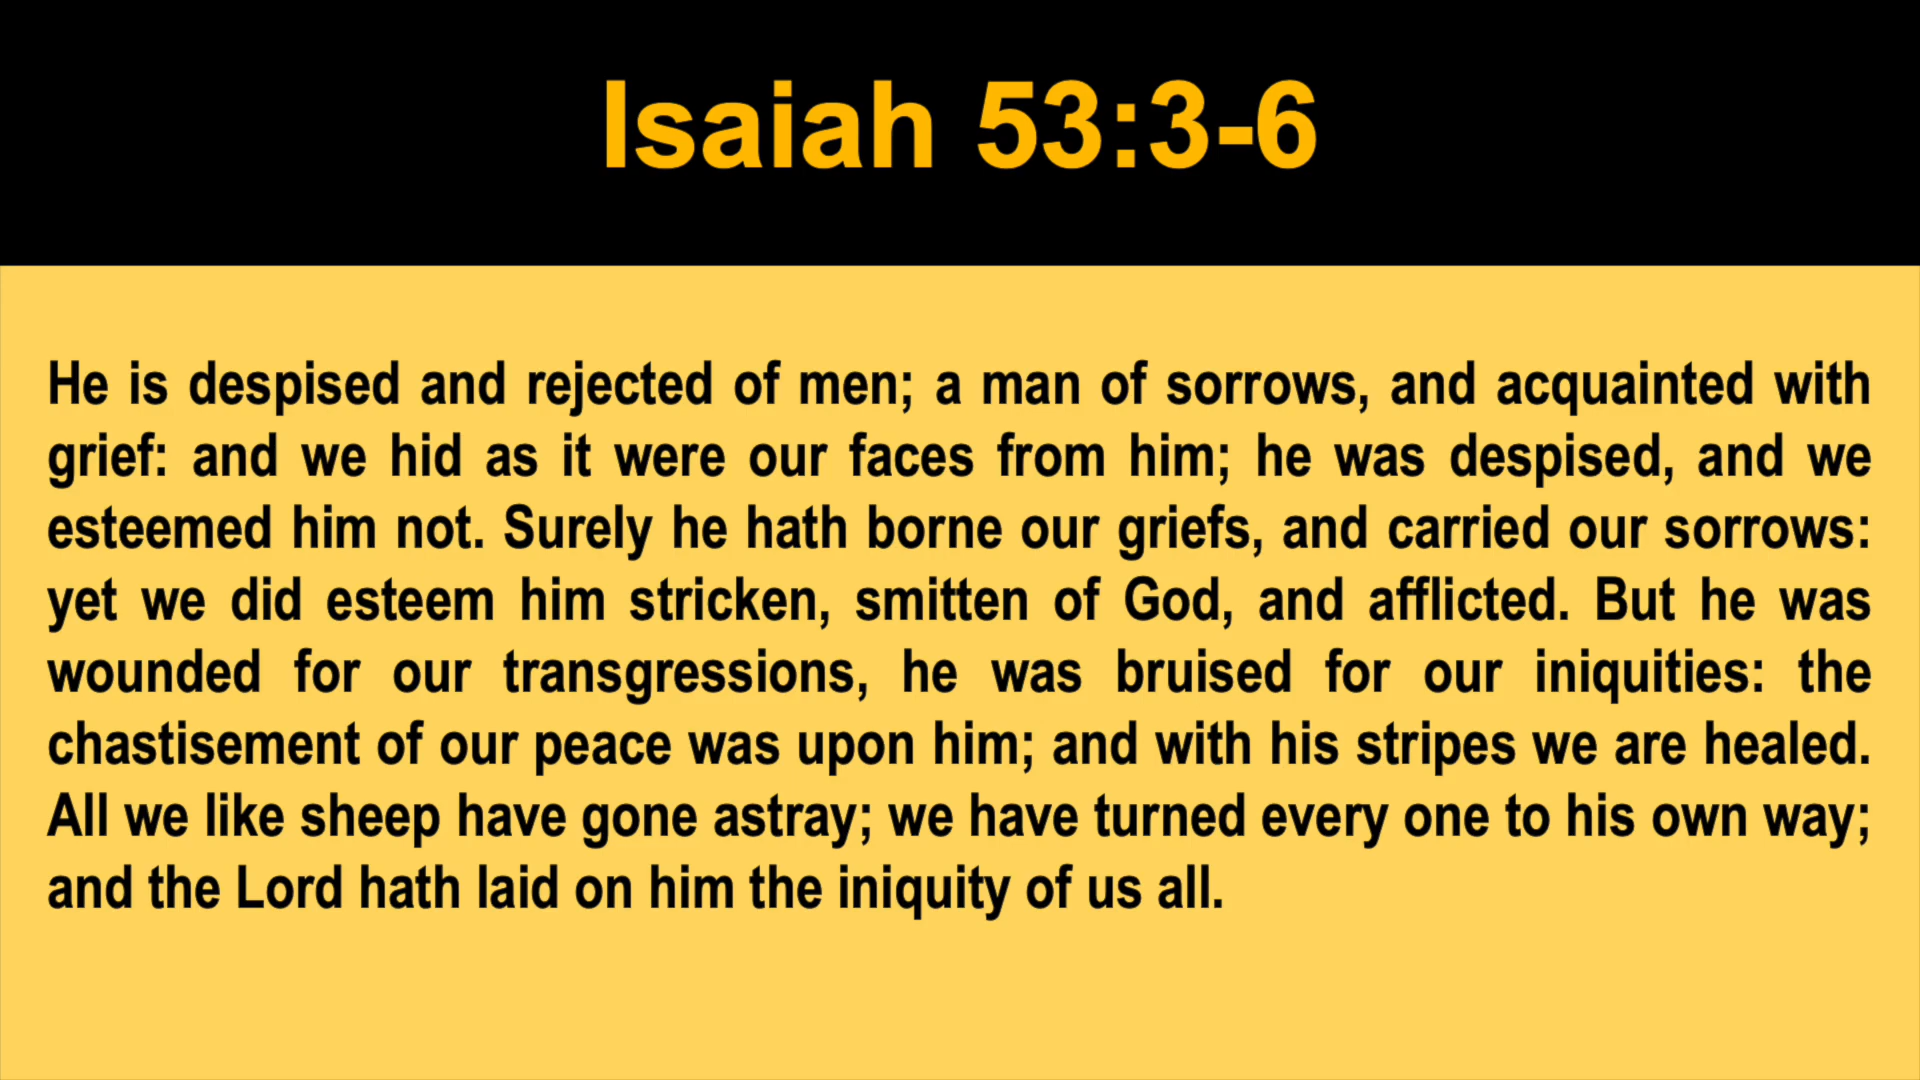 Isaiah 53:3-6
He is despised and rejected of men; a man of sorrows, and acquainted with
grief: and we hid as it were our faces from him; he was despised, and we
esteemed him not. Surely he hath borne our griefs, and carried our sorrows:
yet we did esteem him stricken, smitten of God, and afflicted. But he was
wounded for our transgressions, he was bruised for our iniquities: the
chastisement of our peace was upon him; and with his stripes we are healed.
All we like sheep have gone astray; we have turned every one to his own way;
and the Lord hath laid on him the iniquity of us all.